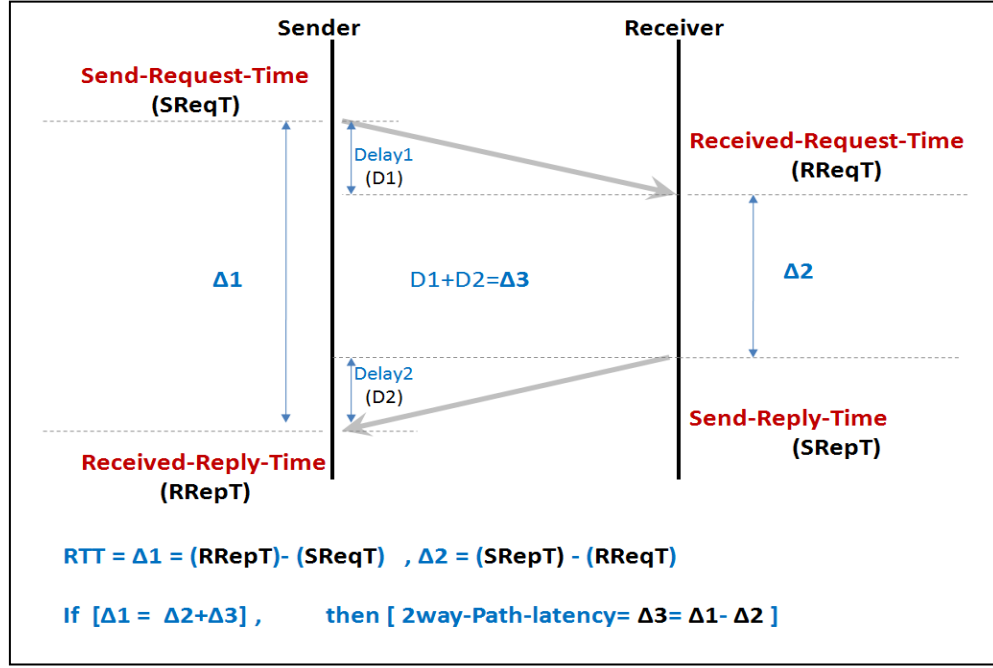 Sender Receiver
Send-Request-Time
(SReqT)
Received-Request-Time
(RReqT)
Delay1
(D1)
Δ1
D1+D2=Δ3
Δ2
Delay2
(D2)
Send-Reply-Time
(SRepT)
Received-Reply-Time
(RRepT)
RTT = Δ1 = (RRepT)- (SReqT) , Δ2 = (SRepT) - (RReqT)
If [Δ1 = Δ2+Δ3] , then [ 2way-Path-latency= Δ3= Δ1- Δ2 ]